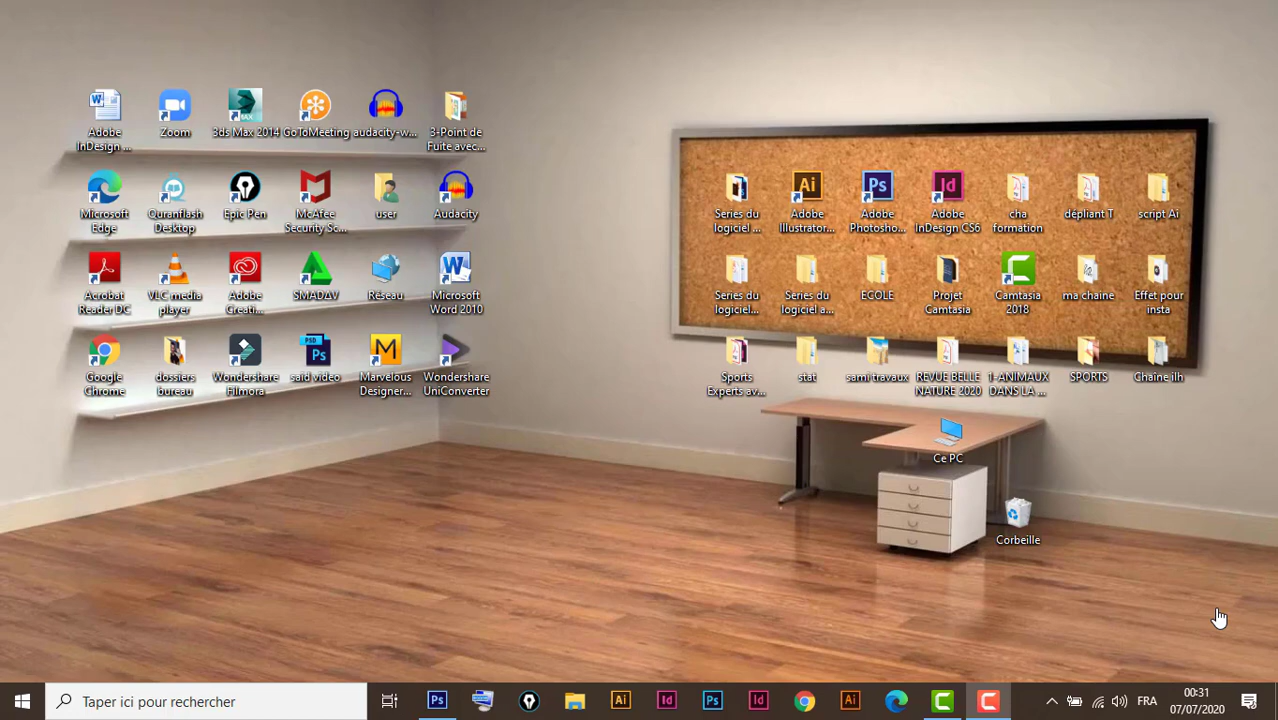 Adobe InDesign ...
Zoom
3ds Max 2014
GoToMeeting
audacity-w...
3-Point de Fuite avec...
Microsoft Edge
Quranflash Desktop
Epic Pen
McAfee Security Sc...
user
Audacity
Acrobat Reader DC
VLC media player
Adobe Creati...
SMADΔV
Réseau
Microsoft Word 2010
Google Chrome
dossiers bureau
Wondershare Filmora
PSD
said video
Marvelous Designer...
Wondershare UniConverter
Series du logiciel ...
Adobe Illustrator...
Adobe Photosho...
Adobe InDesign CS6
cha formation
dépliant T
script Ai
Series du logiciel...
Series du logiciel a...
ECOLE
Projet Camtasia
Camtasia 2018
ma chaine
Effet pour insta
Sports Experts av...
stat
sami travaux
REVUE BELLE NATURE 2020
1-ANIMAUX DANS LA ...
SPORTS
Chaine ilh
Ce PC
Corbeille
Taper ici pour rechercher
FRA
00:31
07/07/2020